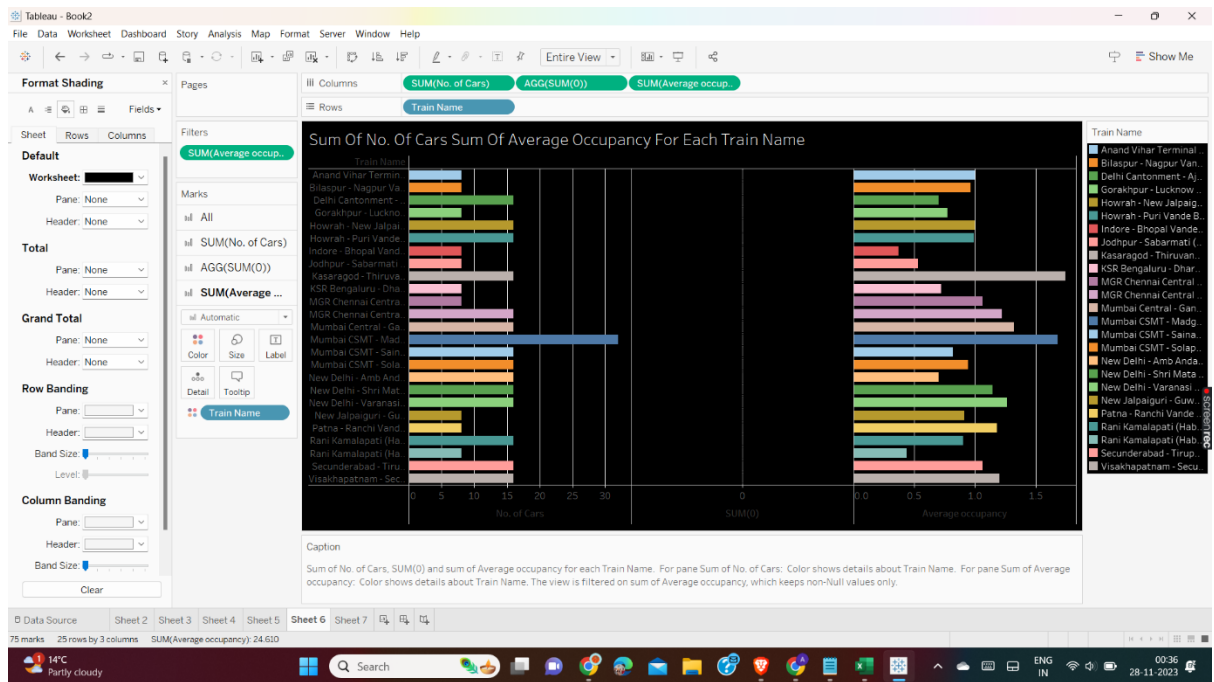 Tableau - Book2
File Data Worksheet Dashboard Story Analysis Map Format Server Window Help
Entire View
Show Me
Format Shading
Fields
Sheet Rows Columns
Default
Worksheet:
Pane: None
Header: None
Total
Pane: None
Header: None
Grand Total
Pane: None
Header: None
Row Banding
Pane:
Header:
Band Size:
Level:
Column Banding
Pane:
Header:
Band Size:
Clear
Pages
Filters
SUM(Average occup..
Marks
All
SUM(No. of Cars)
AGG(SUM(0))
SUM(Average ...
Automatic
Color Size Label
Detail Tooltip
Train Name
Columns SUM(No. of Cars) AGG(SUM(0)) SUM(Average occup..
Rows Train Name
Sum Of No. Of Cars Sum Of Average Occupancy For Each Train Name
Train Name
Anand Vihar Termin..
Bilaspur - Nagpur Va..
Delhi Cantonment - ..
Gorakhpur - Luckno..
Howrah - New Jalpai..
Howrah - Puri Vande..
Indore - Bhopal Vand..
Jodhpur - Sabarmati ..
Kasaragod - Thiruva..
KSR Bengaluru - Dha..
MGR Chennai Centra..
MGR Chennai Centra..
Mumbai Central - Ga..
Mumbai CSMT - Mad..
Mumbai CSMT - Sain..
Mumbai CSMT - Sola..
New Delhi - Amb And..
New Delhi - Shri Mat..
New Delhi - Varanasi ..
New Jalpaiguri - Gu..
Patna - Ranchi Vand..
Rani Kamalapati (Ha..
Rani Kamalapati (Ha..
Secunderabad - Tiru..
Visakhapatnam - Sec..
0 5 10 15 20 25 30
No. of Cars
0
SUM(0)
0.0 0.5 1.0 1.5
Average occupancy
Caption
Sum of No. of Cars, SUM(0) and sum of Average occupancy for each Train Name. For pane Sum of No. of Cars: Color shows details about Train Name. For pane Sum of Average
occupancy: Color shows details about Train Name. The view is filtered on sum of Average occupancy, which keeps non-Null values only.
Train Name
Anand Vihar Terminal ..
Bilaspur - Nagpur Van..
Delhi Cantonment - Aj..
Gorakhpur - Lucknow ..
Howrah - New Jalpaig..
Howrah - Puri Vande B..
Indore - Bhopal Vande..
Jodhpur - Sabarmati (..
Kasaragod - Thiruvan..
KSR Bengaluru - Dhar..
MGR Chennai Central ..
MGR Chennai Central ..
Mumbai Central - Gan..
Mumbai CSMT - Madg..
Mumbai CSMT - Saina..
Mumbai CSMT - Solap..
New Delhi - Amb Anda..
New Delhi - Shri Mata ..
New Delhi - Varanasi ..
New Jalpaiguri - Guw..
Patna - Ranchi Vande ..
Rani Kamalapati (Hab..
Rani Kamalapati (Hab..
Secunderabad - Tirup..
Visakhapatnam - Secu..
screenrec
Data Source Sheet 2 Sheet 3 Sheet 4 Sheet 5 Sheet 6 Sheet 7
75 marks 25 rows by 3 columns SUM(Average occupancy): 24.610
1
14°C
Partly cloudy
Search
ENG
IN
00:36
28-11-2023